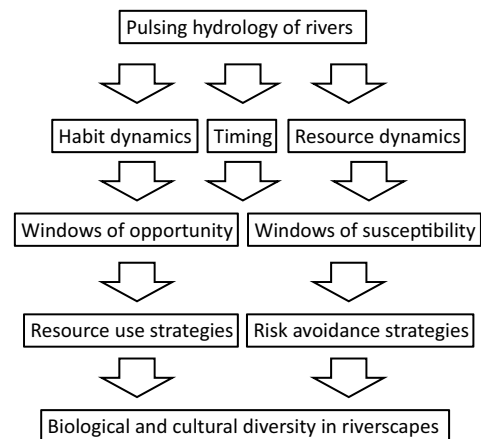 Pulsing hydrology of rivers
Habit dynamics
Timing
Resource dynamics
Windows of opportunity
Windows of susceptibility
Resource use strategies
Risk avoidance strategies
Biological and cultural diversity in riverscapes